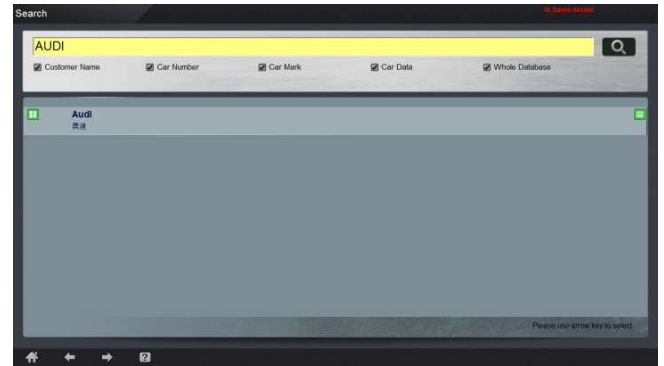 Search
In Demo Model
AUDI
Customer Name Car Number Car Mark Car Data Whole Database
Audi
Please use arrow key to select